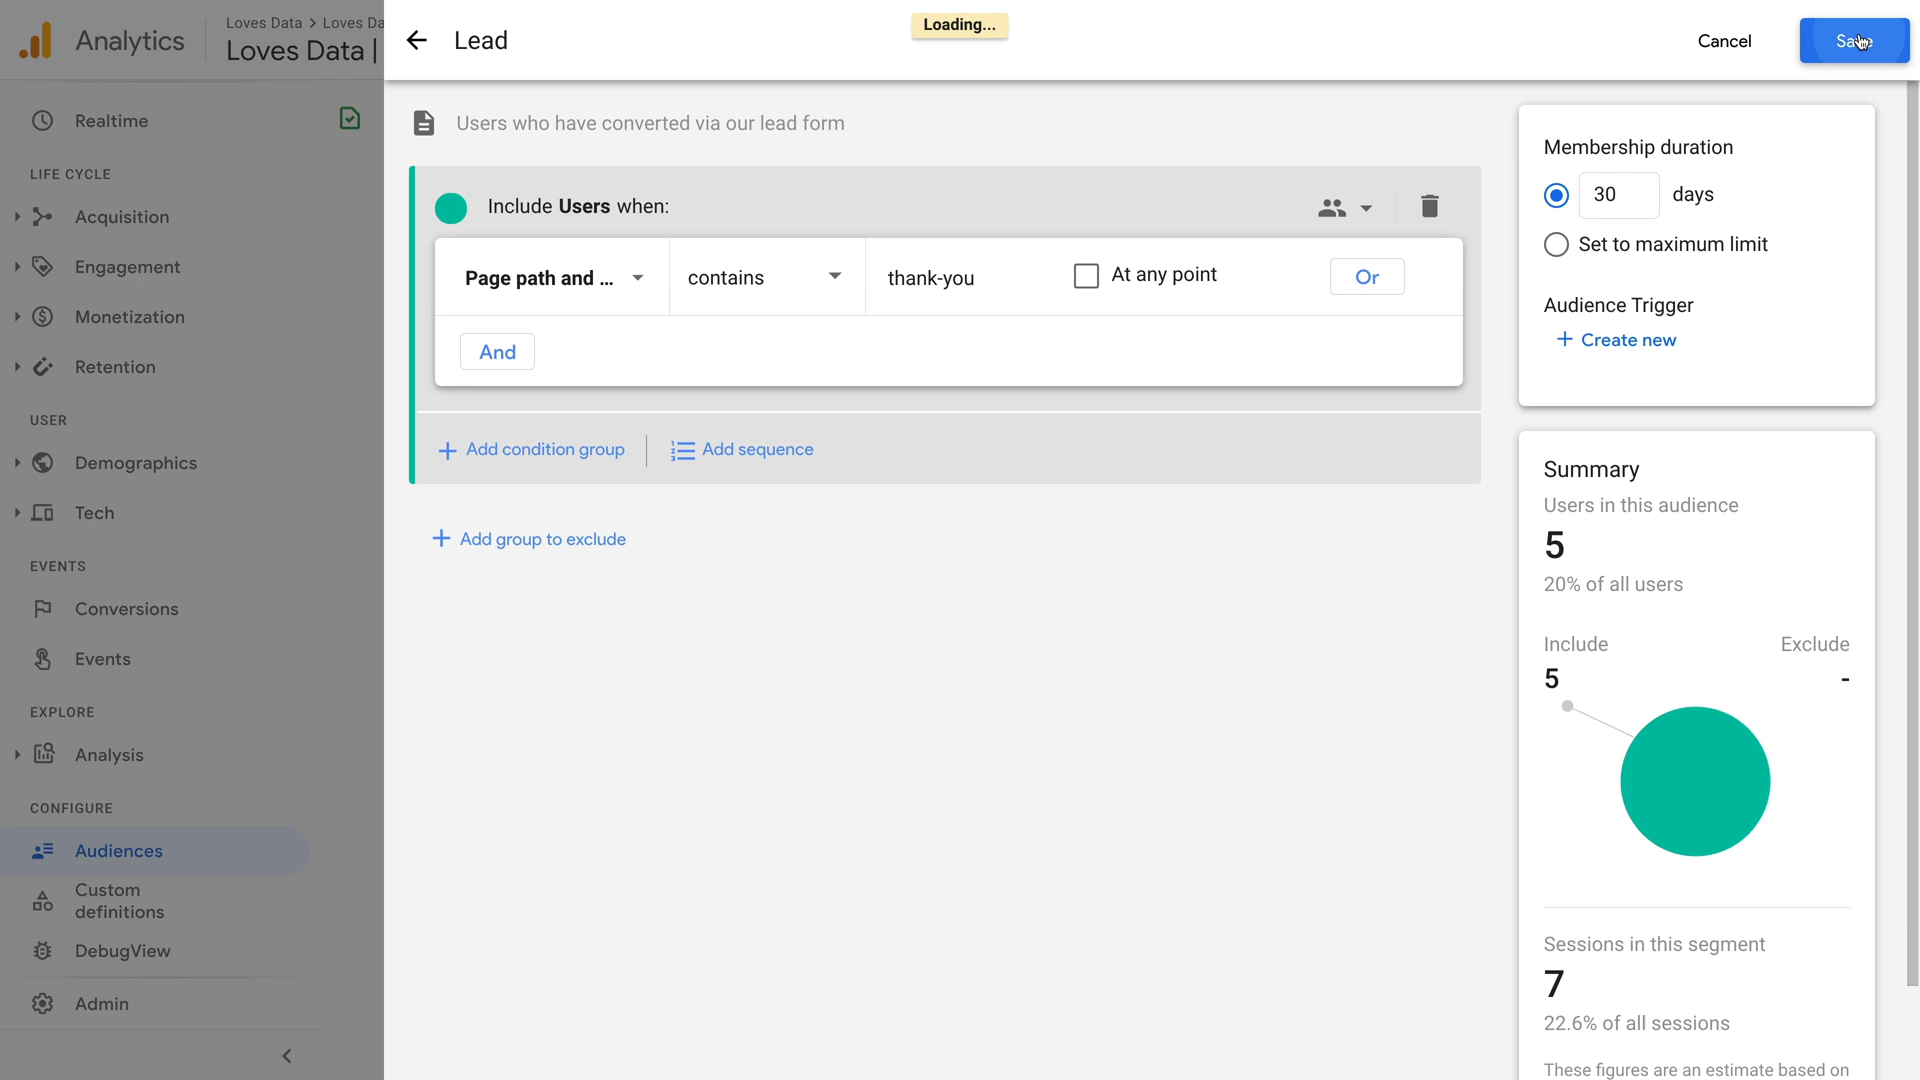 Analytics
Loves Data > Loves Da
Loves Data |
Lead
Loading...
Cancel
Save
Realtime
LIFE CYCLE
Acquisition
Engagement
Monetization
Retention
USER
Demographics
Tech
EVENTS
Conversions
Events
EXPLORE
Analysis
CONFIGURE
Audiences
Custom
definitions
DebugView
Admin
Users who have converted via our lead form
Include Users when:
Page path and ...
contains
thank-you
At any point
Or
And
Add condition group
Add sequence
Add group to exclude
Membership duration
30 days
Set to maximum limit
Audience Trigger
+ Create new
Summary
Users in this audience
5
20% of all users
Include Exclude
5 -
Sessions in this segment
7
22.6% of all sessions
These figures are an estimate based on